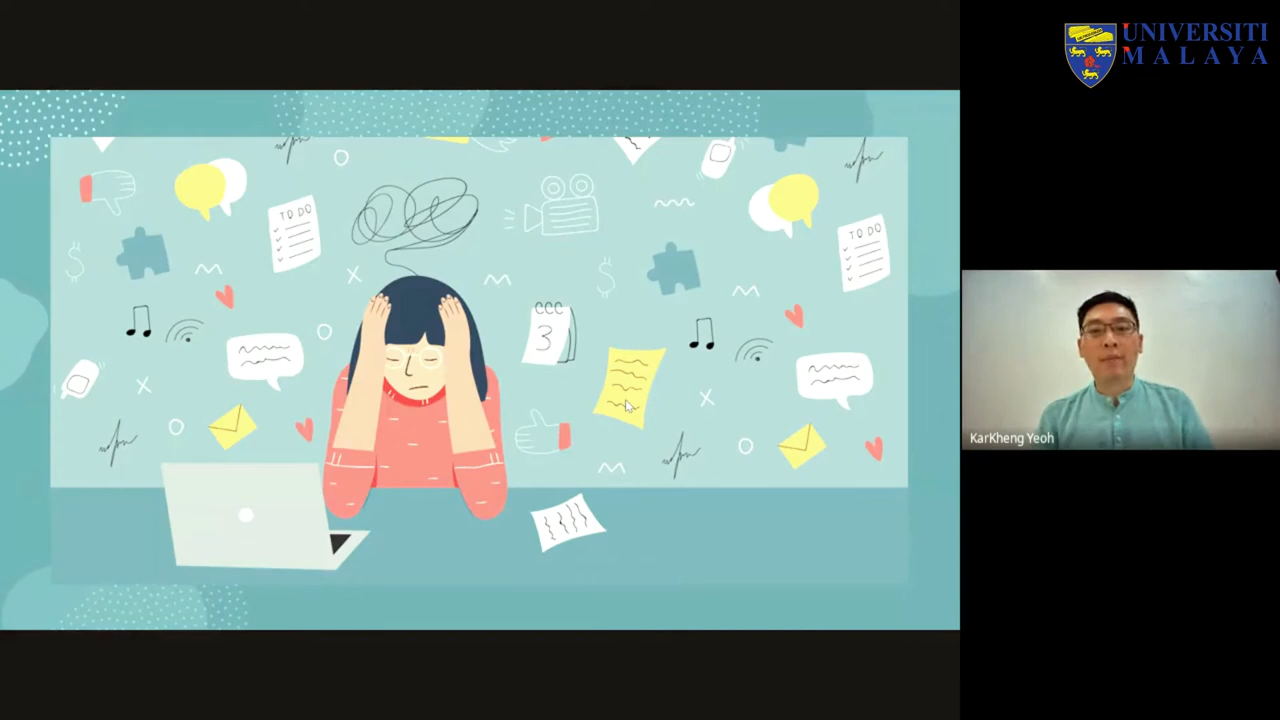 UNIVERSITI
MALAYA
TO DO
TO DO
3
KarKheng Yeoh